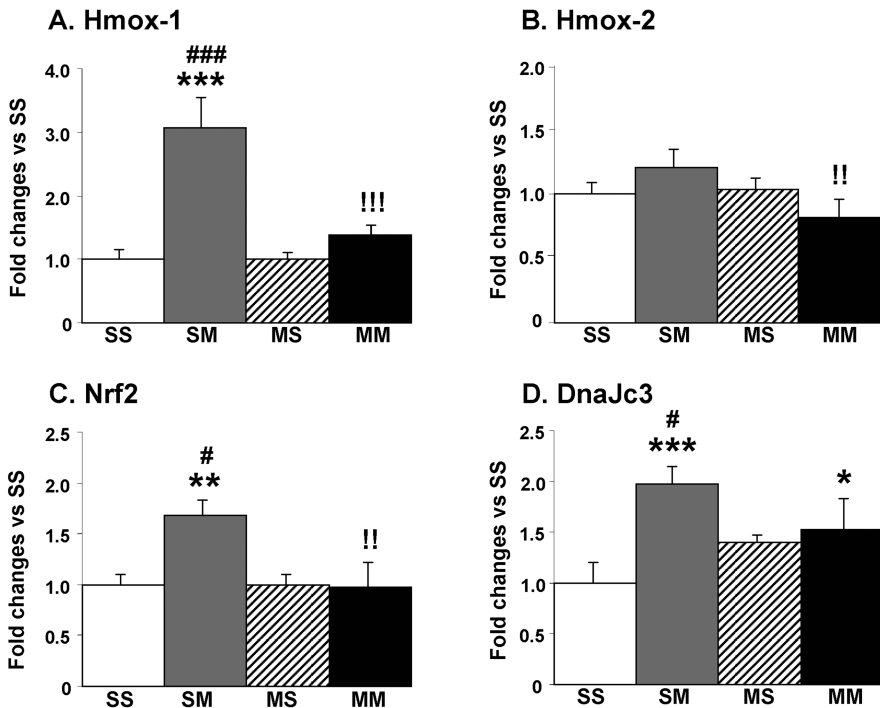 A. Hmox-1
###
***
!!!
Fold changes vs SS
4.0
3.0
2.0
1.0
0
SS SM MS MM
B. Hmox-2
!!
Fold changes vs SS
2.0
1.5
1.0
0.5
0
SS SM MS MM
C. Nrf2
#
**
!!
Fold changes vs SS
2.5
2.0
1.5
1.0
0.5
0
SS SM MS MM
D. DnaJc3
#
***
*
Fold changes vs SS
2.5
2.0
1.5
1.0
0.5
0
SS SM MS MM